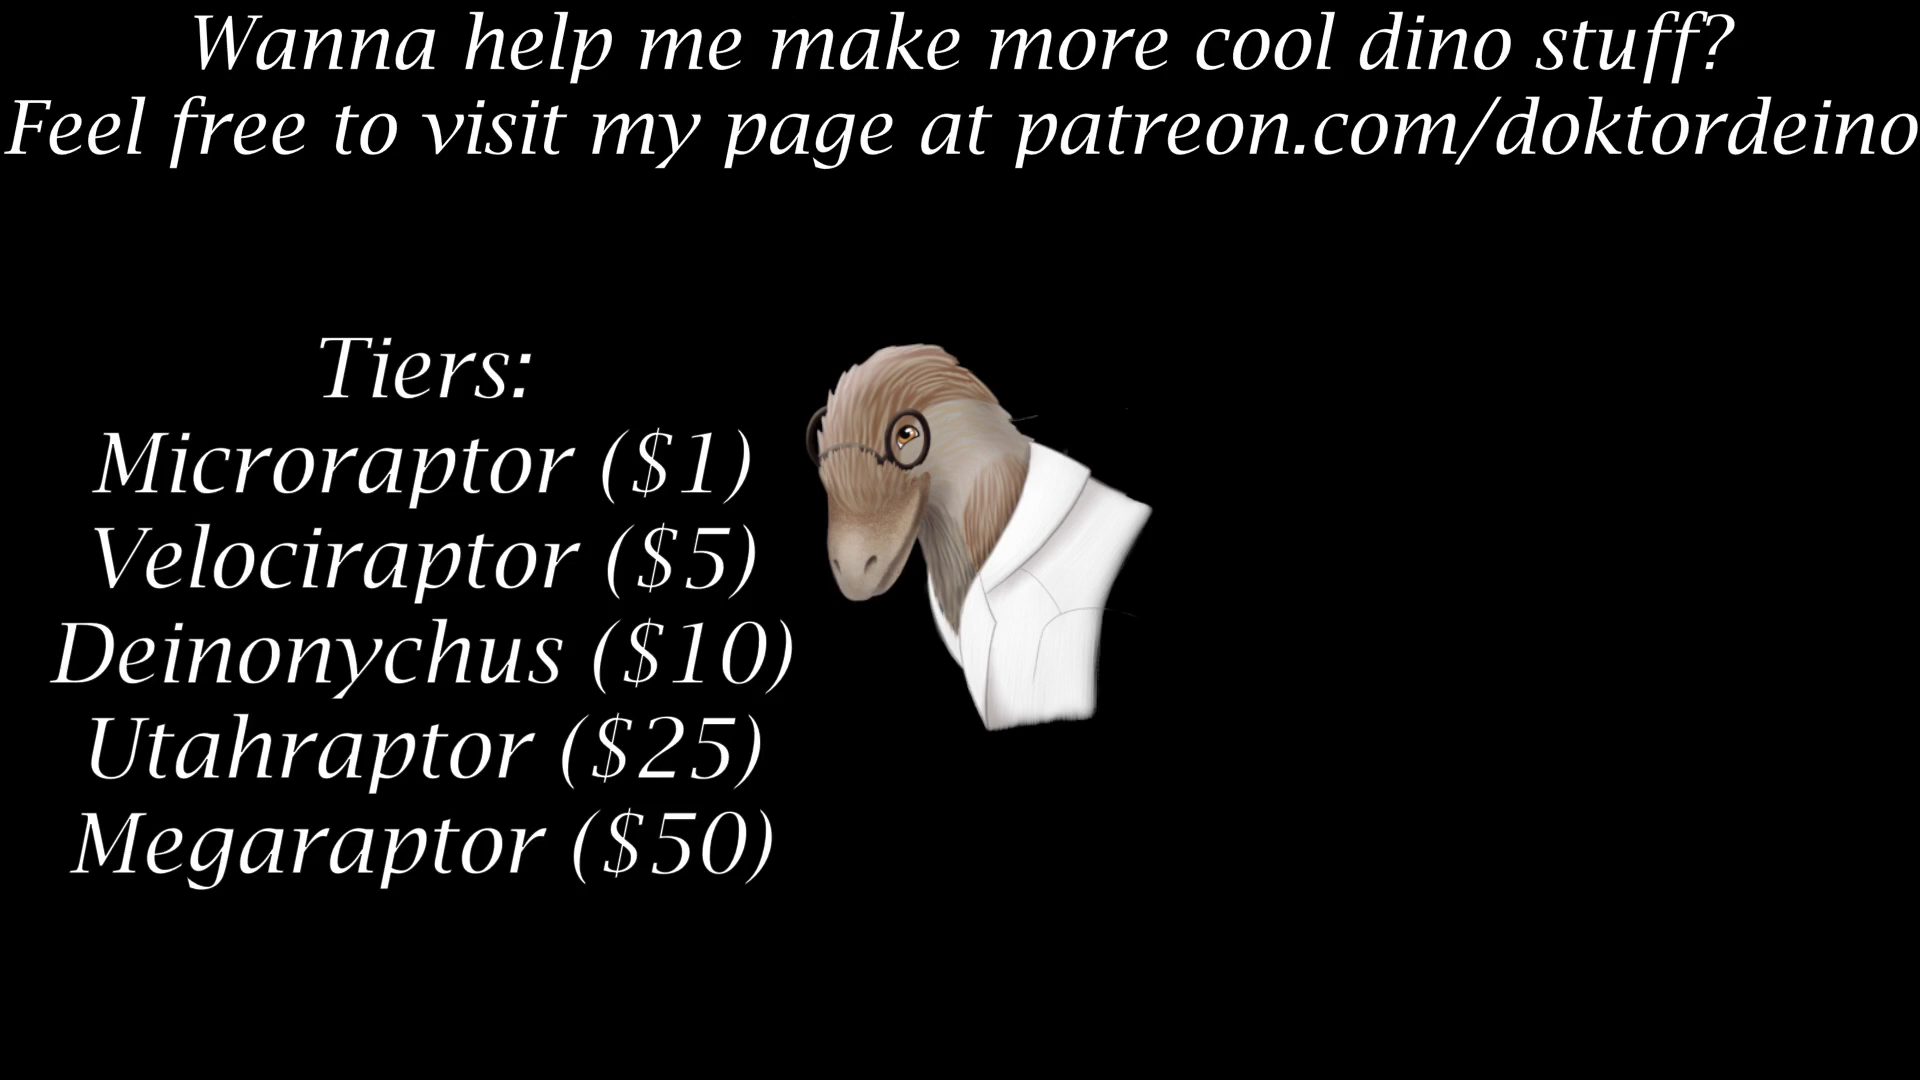 Wanna help me make more cool dino stuff?
Feel free to visit my page at patreon.com/doktordeino
Tiers:
Microraptor ($1)
Velociraptor ($5)
Deinonychus ($10)
Utahraptor ($25)
Megaraptor ($50)